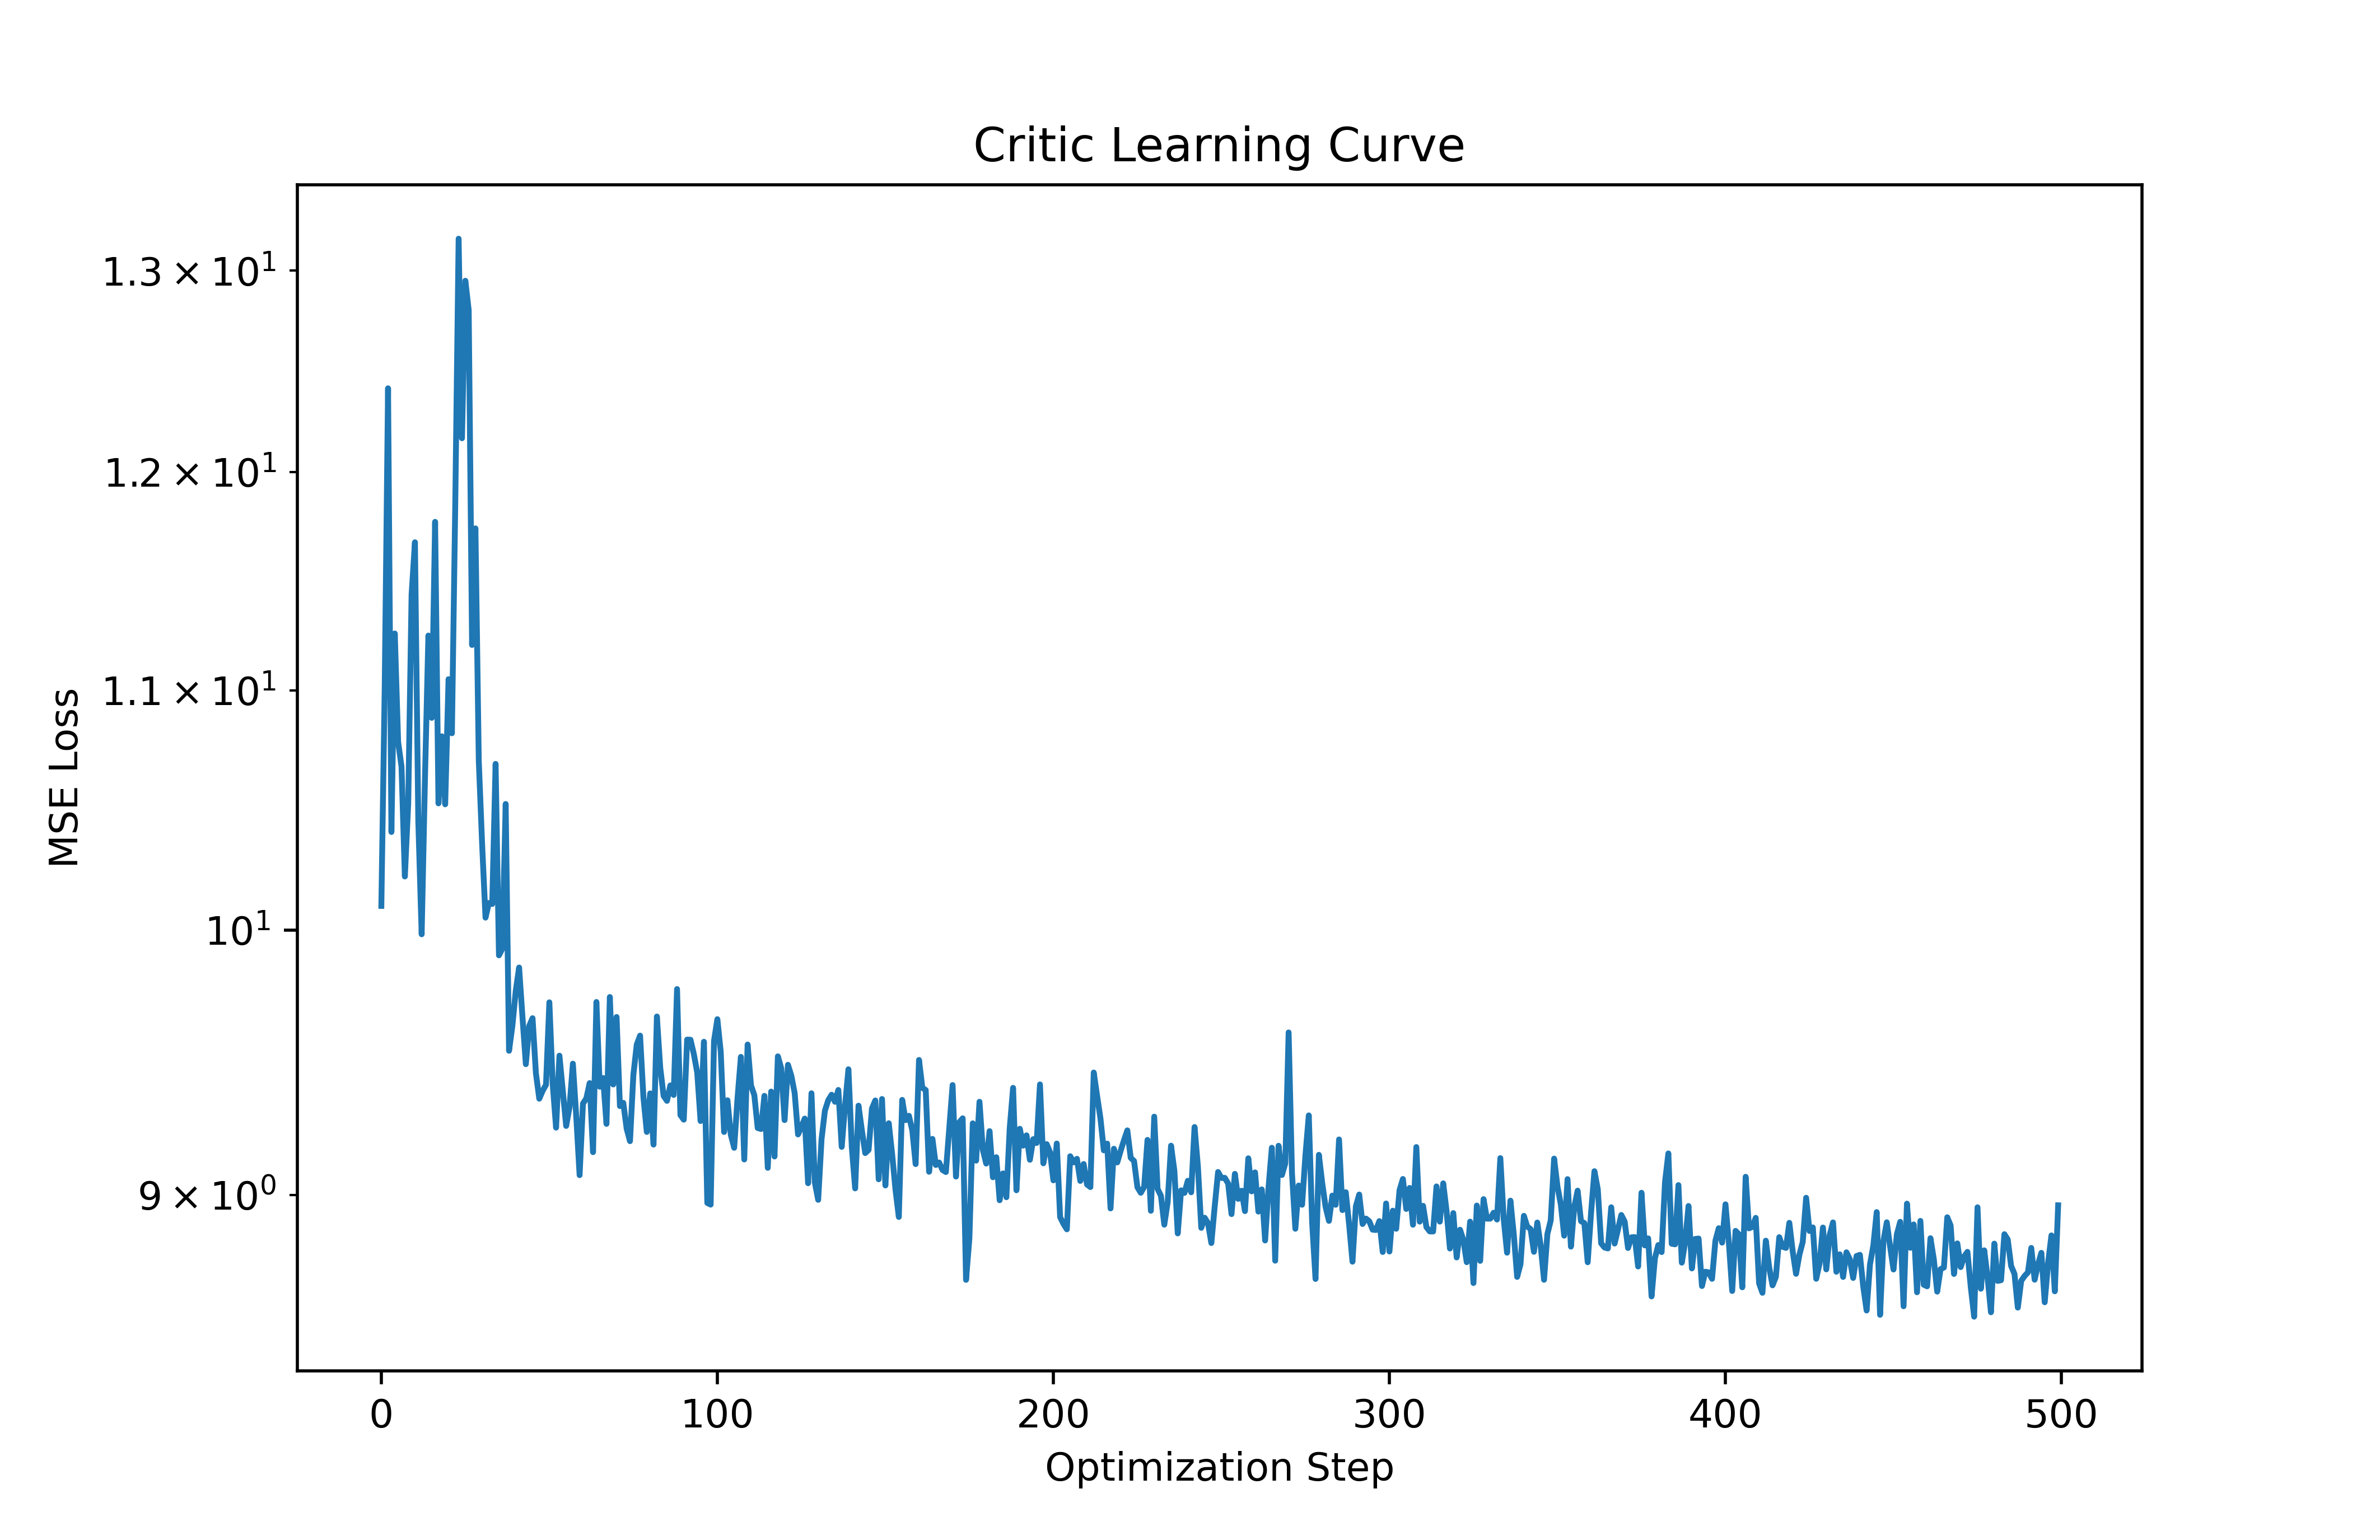 Critic Learning Curve
1.3 × 10¹
1.2 × 10¹
1.1 × 10¹
10¹
9 × 10⁰
MSE Loss
0 100 200 300 400 500
Optimization Step